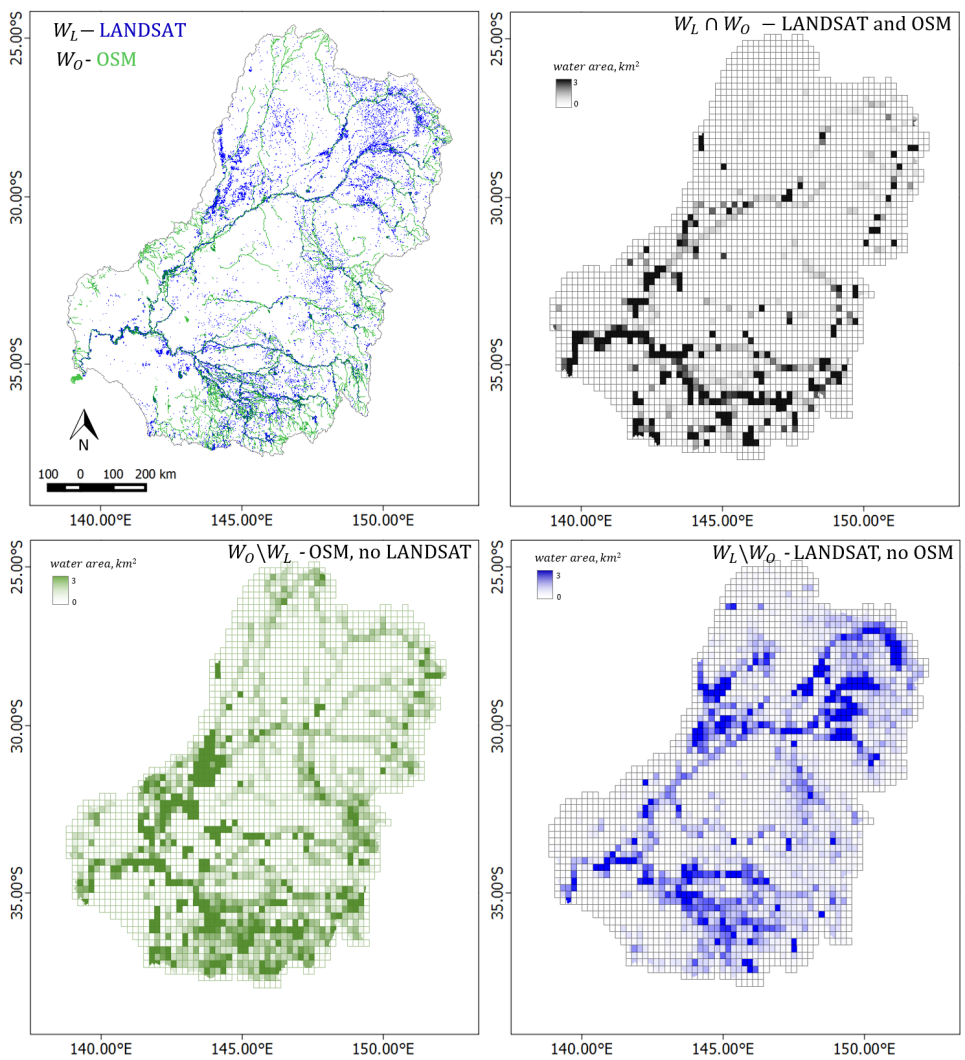 W_L – LANDSAT
W_O - OSM
25.00°S
30.00°S
35.00°S
N
100 0 100 200 km
140.00°E 145.00°E 150.00°E
W_L ∩ W_O – LANDSAT and OSM
water area, km²
3
0
25.00°S
30.00°S
35.00°S
140.00°E 145.00°E 150.00°E
W_O\W_L - OSM, no LANDSAT
water area, km²
3
0
25.00°S
30.00°S
35.00°S
140.00°E 145.00°E 150.00°E
W_L\W_O - LANDSAT, no OSM
water area, km²
3
0
25.00°S
30.00°S
35.00°S
140.00°E 145.00°E 150.00°E